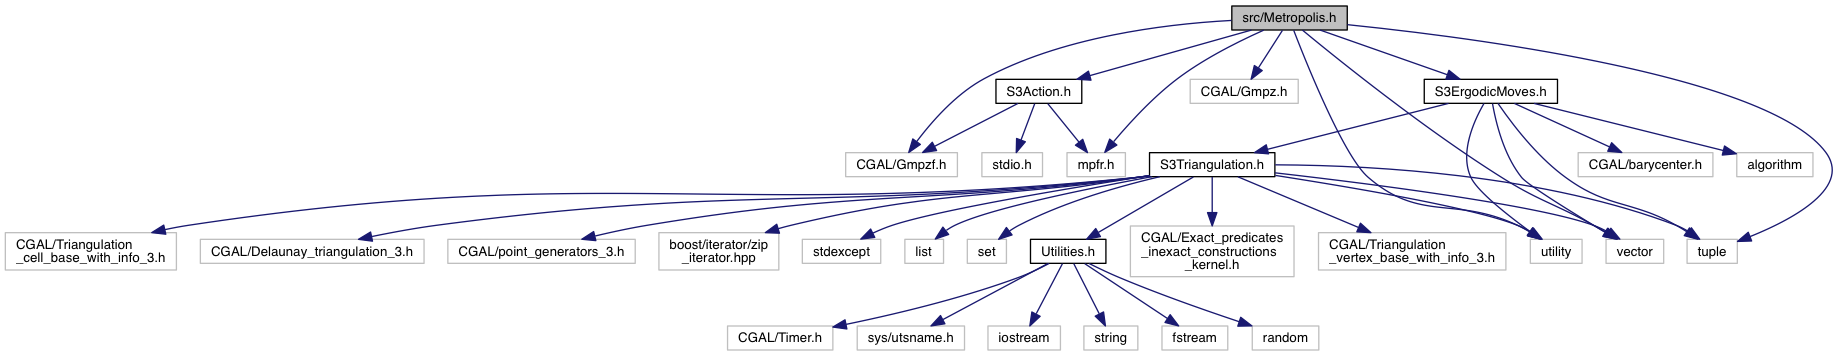 src/Metropolis.h
S3Action.h
CGAL/Gmpz.h
S3ErgodicMoves.h
CGAL/Gmpzf.h
stdio.h
mpfr.h
S3Triangulation.h
CGAL/barycenter.h
algorithm
CGAL/Triangulation
_cell_base_with_info_3.h
CGAL/Delaunay_triangulation_3.h
CGAL/point_generators_3.h
boost/iterator/zip
_iterator.hpp
stdexcept
list
set
Utilities.h
CGAL/Exact_predicates
_inexact_constructions
_kernel.h
CGAL/Triangulation
_vertex_base_with_info_3.h
utility
vector
tuple
CGAL/Timer.h
sys/utsname.h
iostream
string
fstream
random